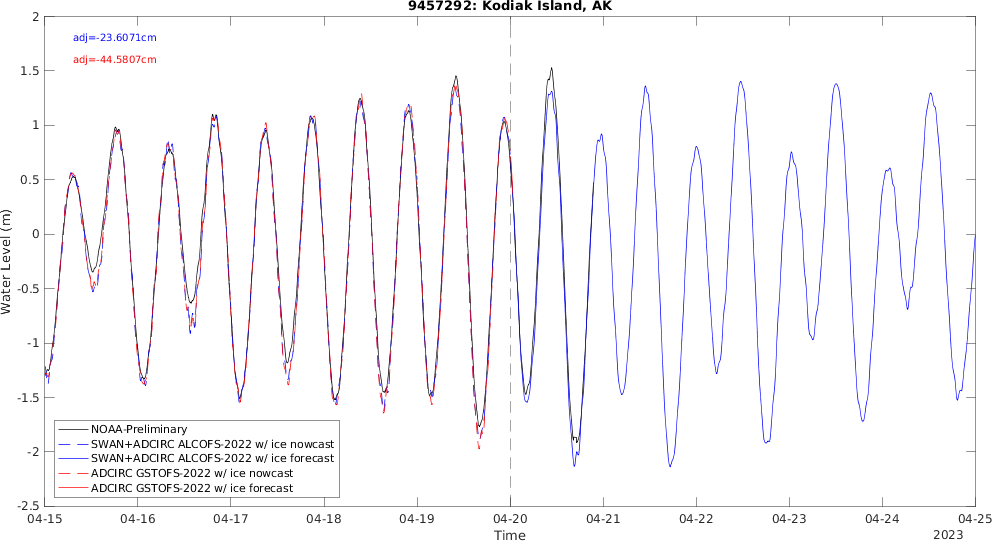 9457292: Kodiak Island, AK
adj=-23.6071cm
adj=-44.5807cm
Water Level (m)
2
1.5
1
0.5
0
-0.5
-1
-1.5
-2
-2.5
NOAA-Preliminary
SWAN+ADCIRC ALCOFS-2022 w/ ice nowcast
SWAN+ADCIRC ALCOFS-2022 w/ ice forecast
ADCIRC GSTOFS-2022 w/ ice nowcast
ADCIRC GSTOFS-2022 w/ ice forecast
04-15 04-16 04-17 04-18 04-19 04-20 04-21 04-22 04-23 04-24 04-25
Time
2023